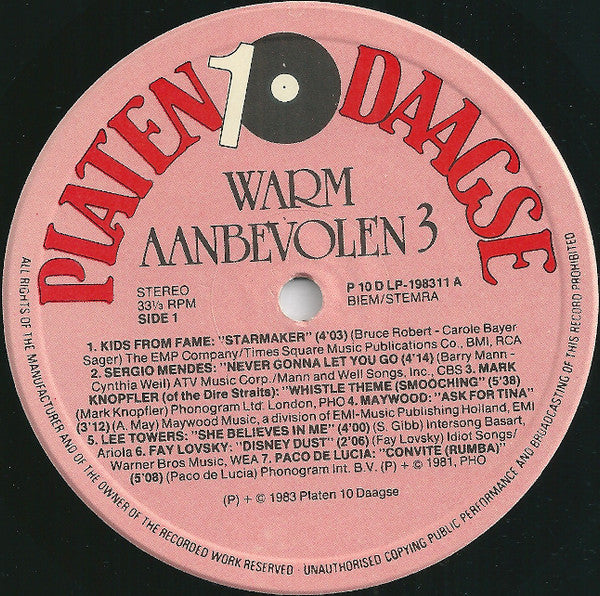 PLATEN 10 DAAGSE
WARM
AANBEVOLEN 3
STEREO
33⅓ RPM
SIDE 1
P 10 D LP-198311 A
BIEM/STEMRA
1. KIDS FROM FAME: "STARMAKER" (4'03) (Bruce Robert - Carole Bayer
Sager) The EMP Company/Times Square Music Publications Co., BMI, RCA
2. SERGIO MENDES: "NEVER GONNA LET YOU GO (4'14) (Barry Mann -
Cynthia Weil) ATV Music Corp./Mann and Weil Songs, Inc., CBS 3. MARK
KNOPFLER (of the Dire Straits): "WHISTLE THEME (SMOOCHING" (5'38)
(Mark Knopfler) Phonogram Ltd. London, PHO 4. MAYWOOD: "ASK FOR TINA"
(3'12) (A. May) Maywood Music, a division of EMI-Music Publishing Holland, EMI
5. LEE TOWERS: "SHE BELIEVES IN ME" (4'00) (S. Gibb) Intersong Basart,
Ariola 6. FAY LOVSKY: "DISNEY DUST" (2'06) (Fay Lovsky) Idiot Songs/
Warner Bros Music, WEA 7. PACO DE LUCIA: "CONVITE (RUMBA)"
(5'08) (Paco de Lucia) Phonogram Int. B.V. (P) + © 1981, PHO
(P) + © 1983 Platen 10 Daagse
ALL RIGHTS OF THE MANUFACTURER AND OF THE OWNER OF THE RECORDED WORK RESERVED - UNAUTHORISED COPYING PUBLIC PERFORMANCE AND BROADCASTING OF THIS RECORD PROHIBITED